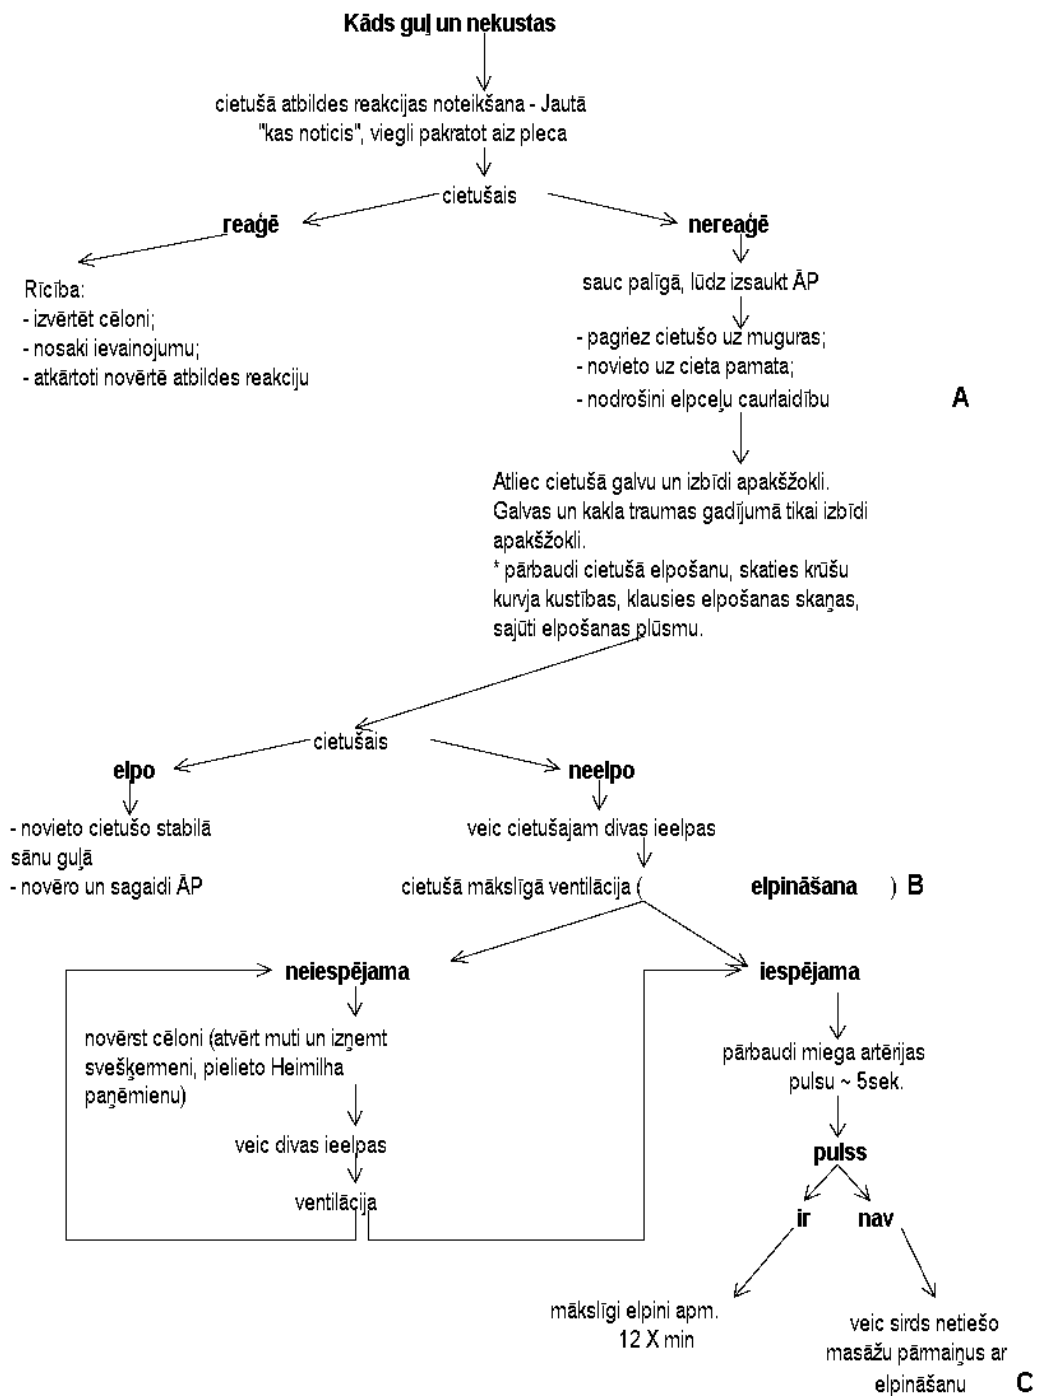 Kāds guļ un nekustas
cietušā atbildes reakcijas noteikšana - Jautā
"kas noticis", viegli pakratot aiz pleca
cietušais
reaģē
nereaģē
Rīcība:
- izvērtēt cēloni;
- nosaki ievainojumu;
- atkārtoti novērtē atbildes reakciju
sauc palīgā, lūdz izsaukt ĀP
- pagriez cietušo uz muguras;
- novieto uz cieta pamata;
- nodrošini elpceļu caurlaidību
A
Atliec cietušā galvu un izbīdi apakšžokli.
Galvas un kakla traumas gadījumā tikai izbīdi
apakšžokli.
* pārbaudi cietušā elpošanu, skaties krūšu
kurvja kustības, klausies elpošanas skaņas,
sajūti elpošanas plūsmu.
cietušais
elpo
neelpo
- novieto cietušo stabilā
sānu guļā
- novēro un sagaidi ĀP
veic cietušajam divas ieelpas
cietušā mākslīgā ventilācija ( elpināšana ) B
neiespējama
iespējama
novērst cēloni (atvērt muti un izņemt
svešķermeni, pielieto Heimilha
paņēmienu)
veic divas ieelpas
ventilācija
pārbaudi miega artērijas
pulsu ~ 5sek.
pulss
ir
nav
mākslīgi elpini apm.
12 X min
veic sirds netiešo
masāžu pārmaiņus ar
elpināšanu
C